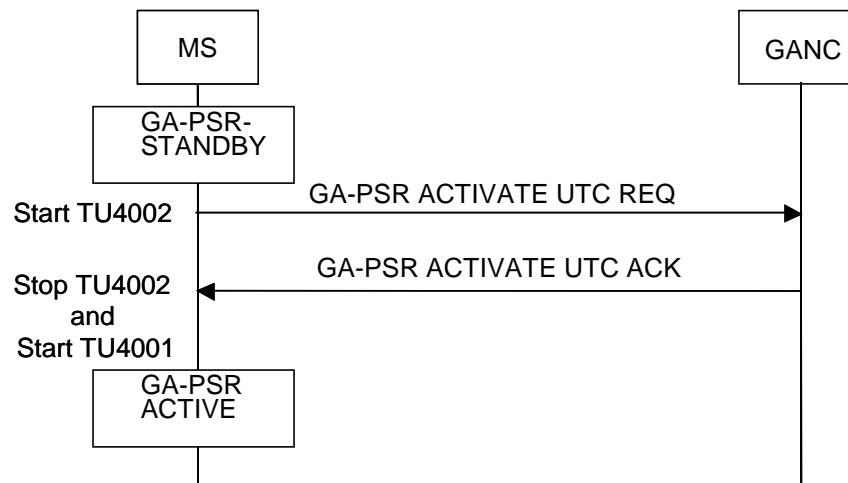 MS
GANC
GA-PSR-
STANDBY
GA-PSR ACTIVATE UTC REQ
Start TU4002
GA-PSR ACTIVATE UTC ACK
Stop TU4002
and
Start TU4001
GA-PSR
ACTIVE